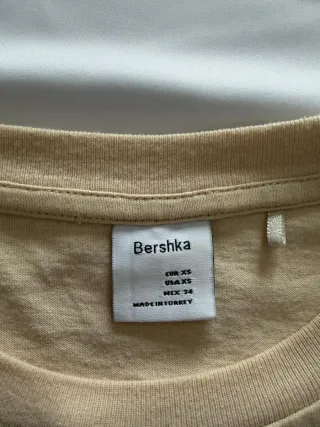 Bershka
EUR XS
USA XS
MEX 24
MADE IN TURKEY